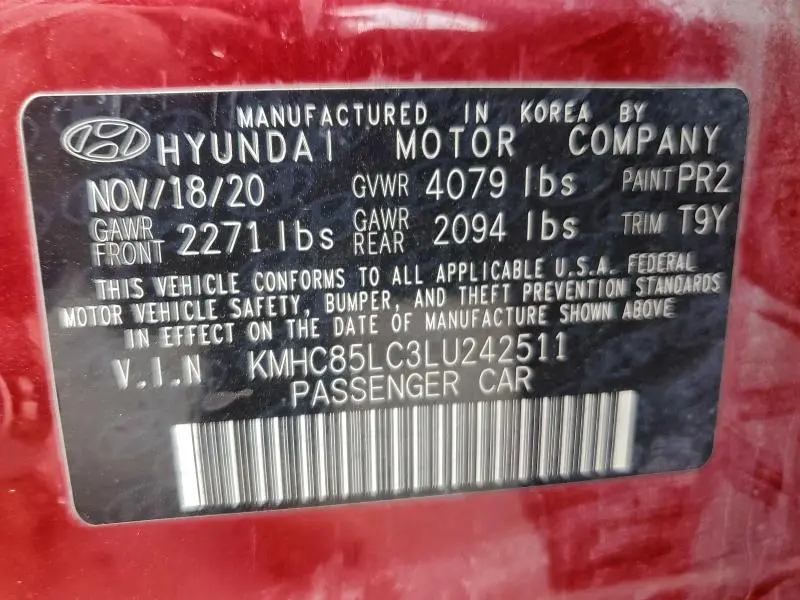 MANUFACTURED IN KOREA BY
HYUNDAI MOTOR COMPANY
NOV/18/20 GVWR 4079 lbs PAINT PR2
GAWR FRONT 2271 lbs GAWR REAR 2094 lbs TRIM T9Y
THIS VEHICLE CONFORMS TO ALL APPLICABLE U.S.A. FEDERAL
MOTOR VEHICLE SAFETY, BUMPER, AND THEFT PREVENTION STANDARDS
IN EFFECT ON THE DATE OF MANUFACTURE SHOWN ABOVE
V.I.N KMHC85LC3LU242511
PASSENGER CAR